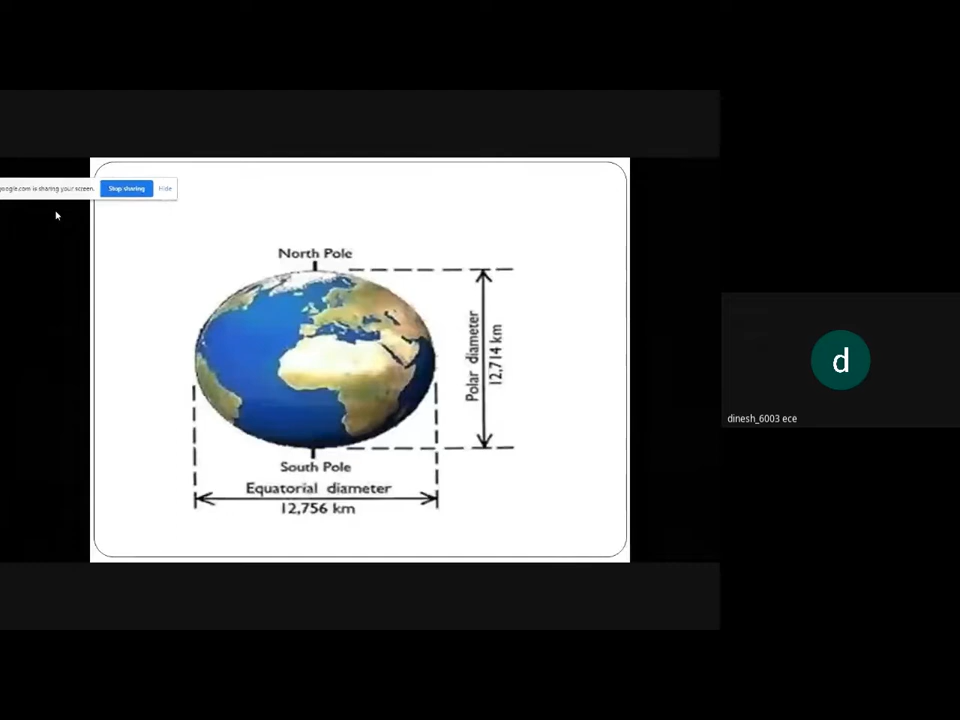 google.com is sharing your screen.
Stop sharing
Hide
North Pole
Polar diameter
12,714 km
South Pole
Equatorial diameter
12,756 km
d
dinesh_6003 ece